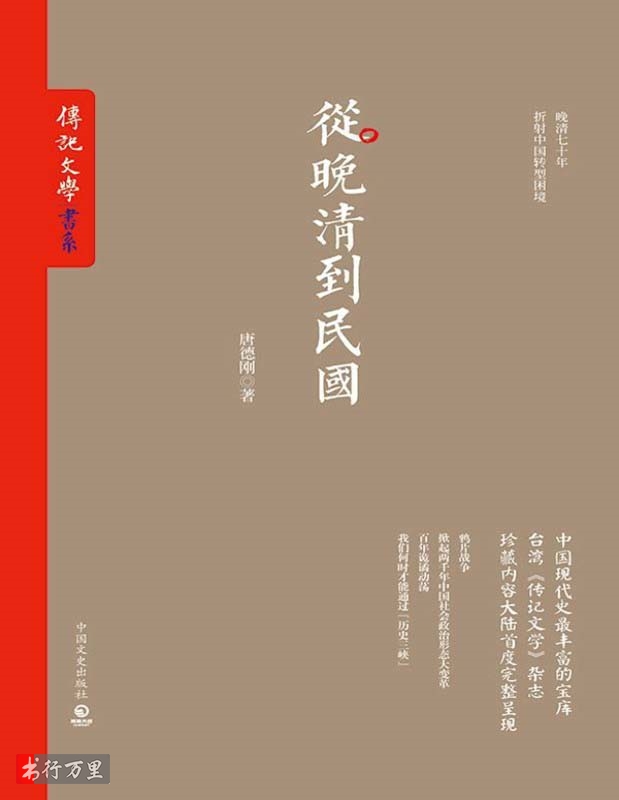 晚清七十年
折射中国转型困境
從晚清到民國
唐德刚◎著
傳記文學
書系
中国现代史最丰富的宝库
台湾《传记文学》杂志
珍藏内容大陆首度完整呈现
鸦片战争
掀起两千年中国社会政治形态大变革
百年诡谲动荡
我们何时才能通过「历史三峡」
中国文史出版社
书行万里